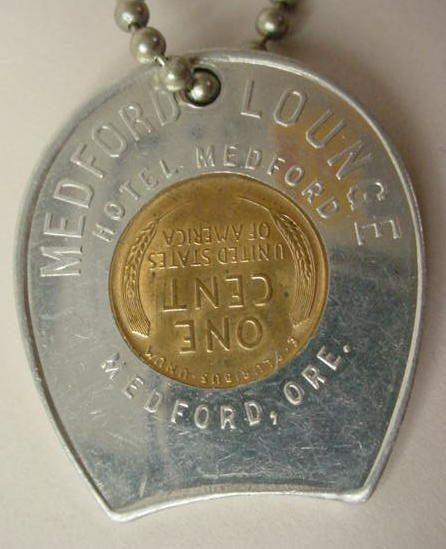 MEDFORD LOUNGE
HOTEL MEDFORD
E·PLURIBUS·UNUM
ONE
CENT
UNITED STATES
OF AMERICA
MEDFORD, ORE.